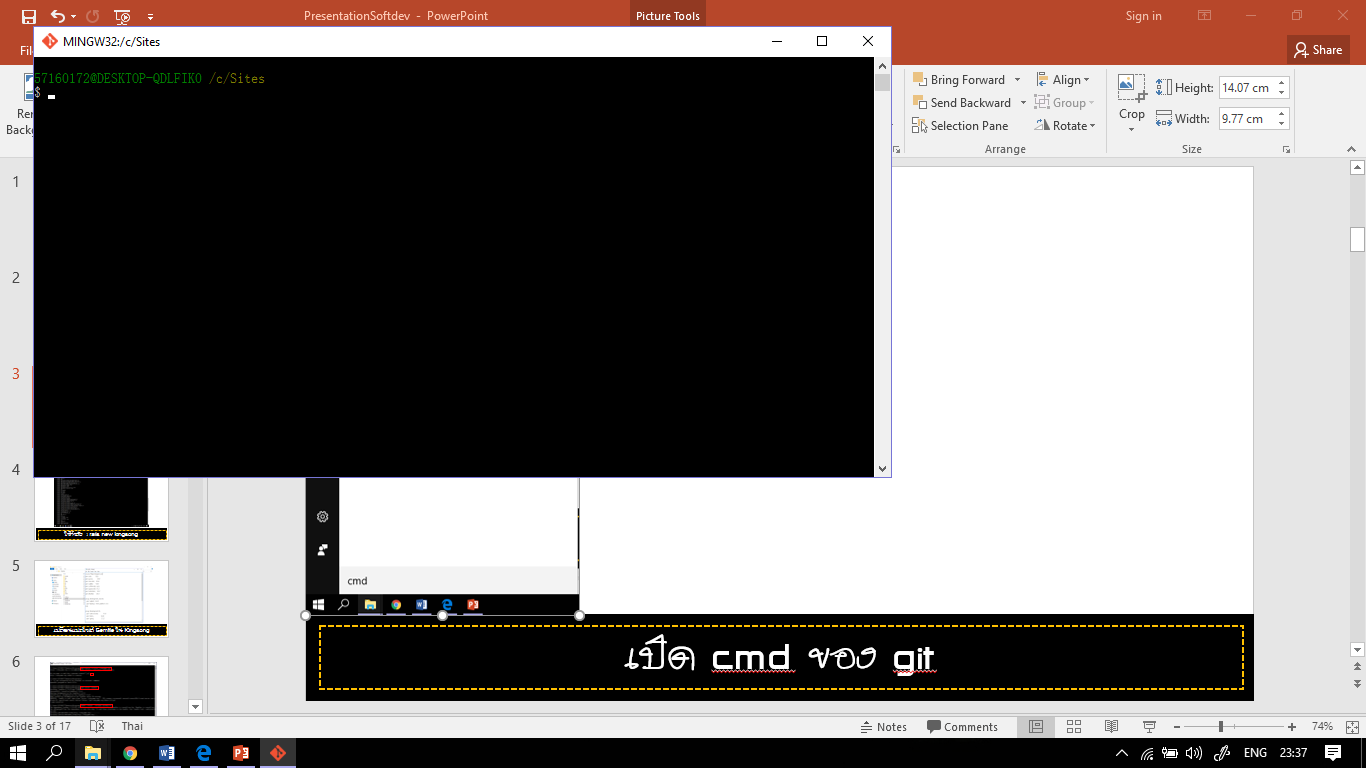 PresentationSoftdev - PowerPoint
Picture Tools
Sign in
MINGW32:/c/Sites
Share
57160172@DESKTOP-QDLFIKO /c/Sites
$
Bring Forward
Send Backward
Selection Pane
Align
Group
Rotate
Arrange
Crop
Height:
14.07 cm
Width:
9.77 cm
Size
1
2
3
4
5
6
cmd
เปิด cmd ของ git
Slide 3 of 17
Thai
Notes
Comments
74%
ENG
23:37